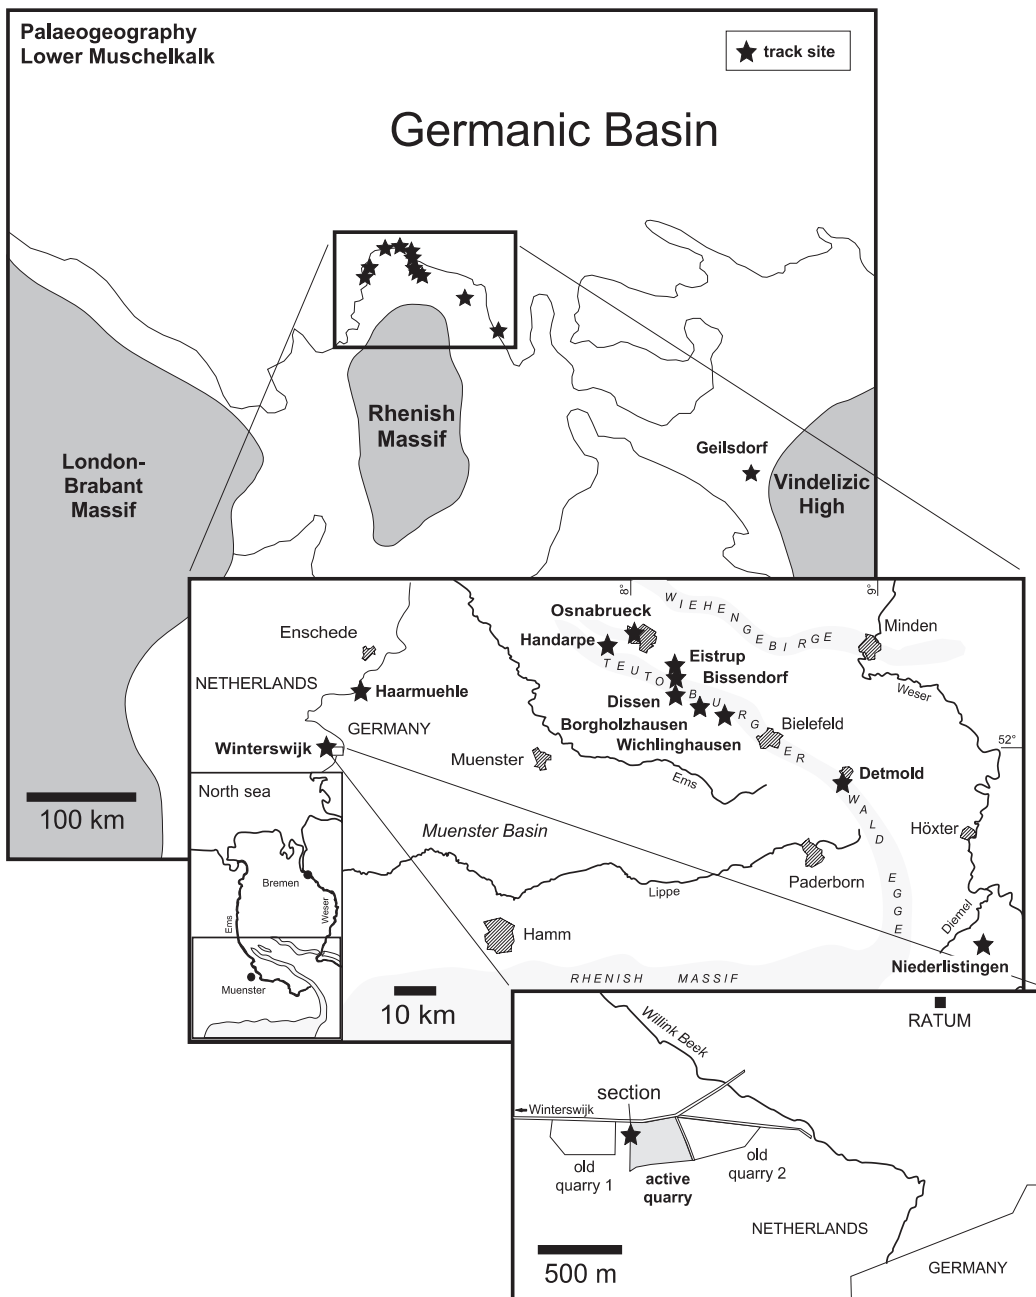 Palaeogeography
Lower Muschelkalk
track site
Germanic Basin
Rhenish
Massif
London-
Brabant
Massif
Geilsdorf
Vindelizic
High
100 km
8°
9°
WIEHENGEBIRGE
Osnabrueck
Minden
Enschede
Handarpe
TEUTOBURGER WALD
Eistrup
NETHERLANDS
Bissendorf
Weser
Haarmuehle
Dissen
GERMANY
Borgholzhausen
Bielefeld
Winterswijk
Wichlinghausen
52°
Muenster
Detmold
Ems
North sea
Muenster Basin
Höxter
Bremen
Paderborn
EGGE
Lippe
Ems
Weser
Diemel
Hamm
Niederlistingen
Muenster
RHENISH MASSIF
10 km
RATUM
Willink Beek
section
Winterswijk
old
quarry 1
active
quarry
old
quarry 2
NETHERLANDS
500 m
GERMANY